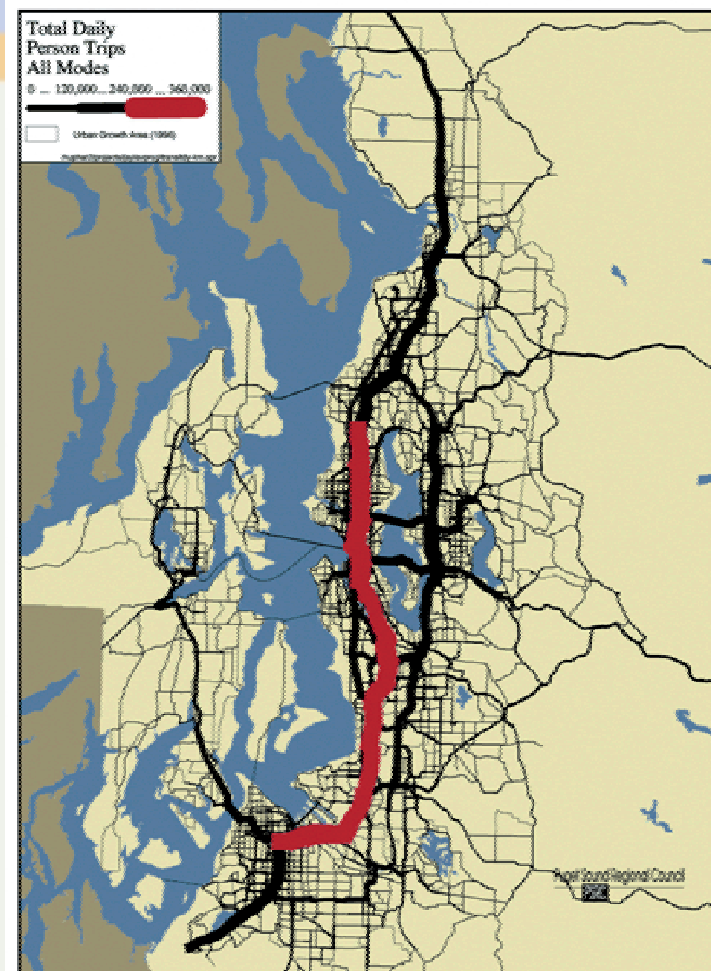 Total Daily
Person Trips
All Modes
0 ... 120,000... 240,000 ... 360,000
Urban Growth Area (1996)
Puget Sound Regional Council
PSRC